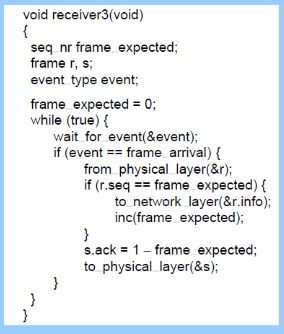 void receiver3(void)
{
seq_nr frame_expected;
frame r, s;
event_type event;
frame_expected = 0;
while (true) {
wait_for_event(&event);
if (event == frame_arrival) {
from_physical_layer(&r);
if (r.seq == frame_expected) {
to_network_layer(&r.info);
inc(frame_expected);
}
s.ack = 1 – frame_expected;
to_physical_layer(&s);
}
}
}